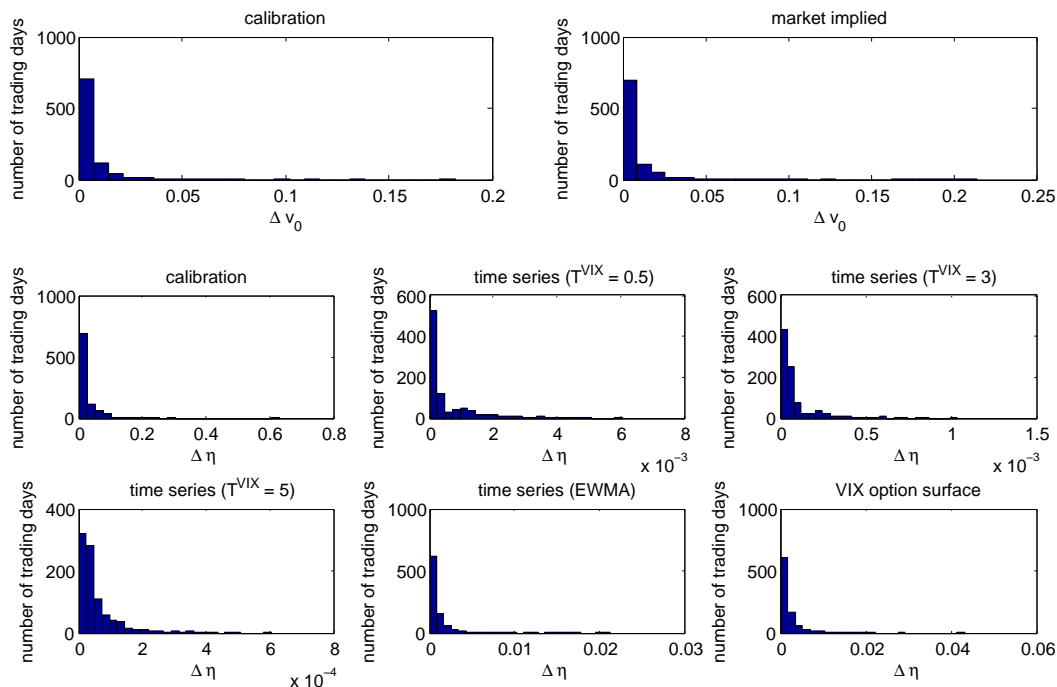 calibration
number of trading days
1000
500
0
0
0.05
0.1
0.15
0.2
Δ v0
market implied
number of trading days
1000
500
0
0
0.05
0.1
0.15
0.2
0.25
Δ v0
calibration
number of trading days
1000
500
0
0
0.2
0.4
0.6
0.8
Δ η
time series (T^VIX = 0.5)
number of trading days
600
400
200
0
0
2
4
6
8
x 10^−3
Δ η
time series (T^VIX = 3)
number of trading days
600
400
200
0
0
0.5
1
1.5
x 10^−3
Δ η
time series (T^VIX = 5)
number of trading days
400
200
0
0
2
4
6
8
x 10^−4
Δ η
time series (EWMA)
number of trading days
1000
500
0
0
0.01
0.02
0.03
Δ η
VIX option surface
number of trading days
1000
500
0
0
0.02
0.04
0.06
Δ η